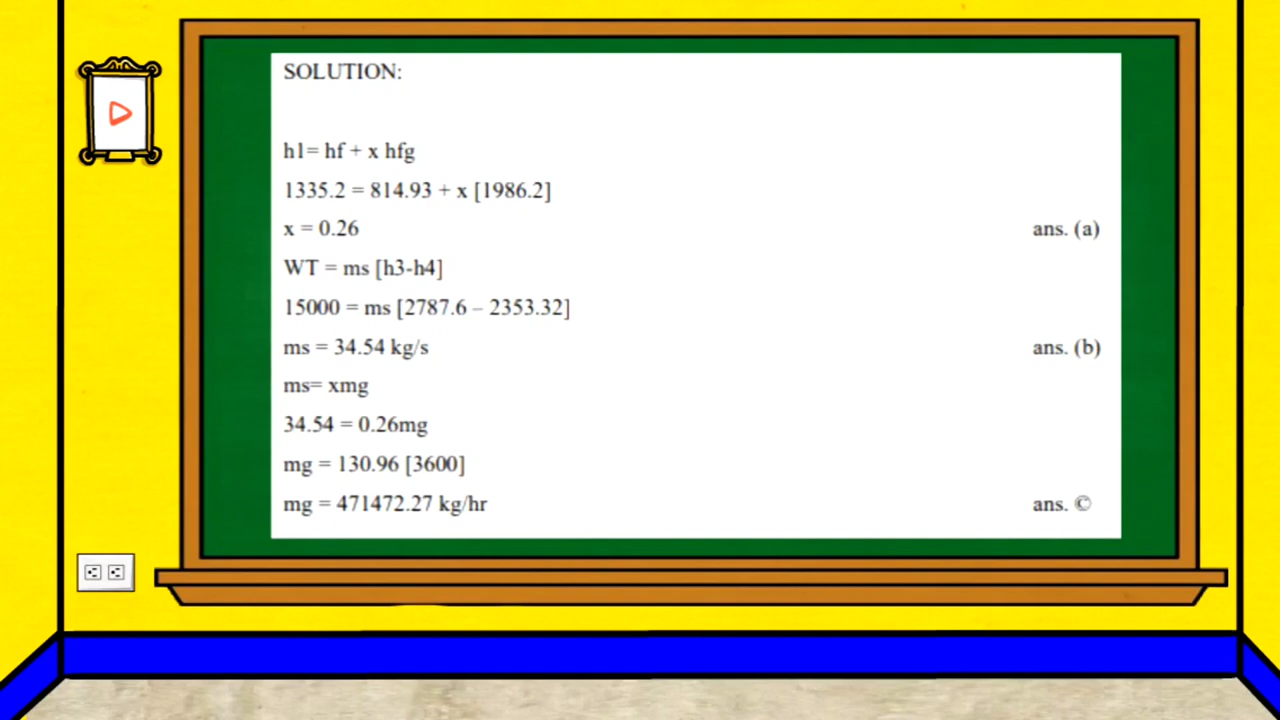 SOLUTION:
h1= hf + x hfg
1335.2 = 814.93 + x [1986.2]
x = 0.26 ans. (a)
WT = ms [h3-h4]
15000 = ms [2787.6 – 2353.32]
ms = 34.54 kg/s ans. (b)
ms= xmg
34.54 = 0.26mg
mg = 130.96 [3600]
mg = 471472.27 kg/hr ans. ©